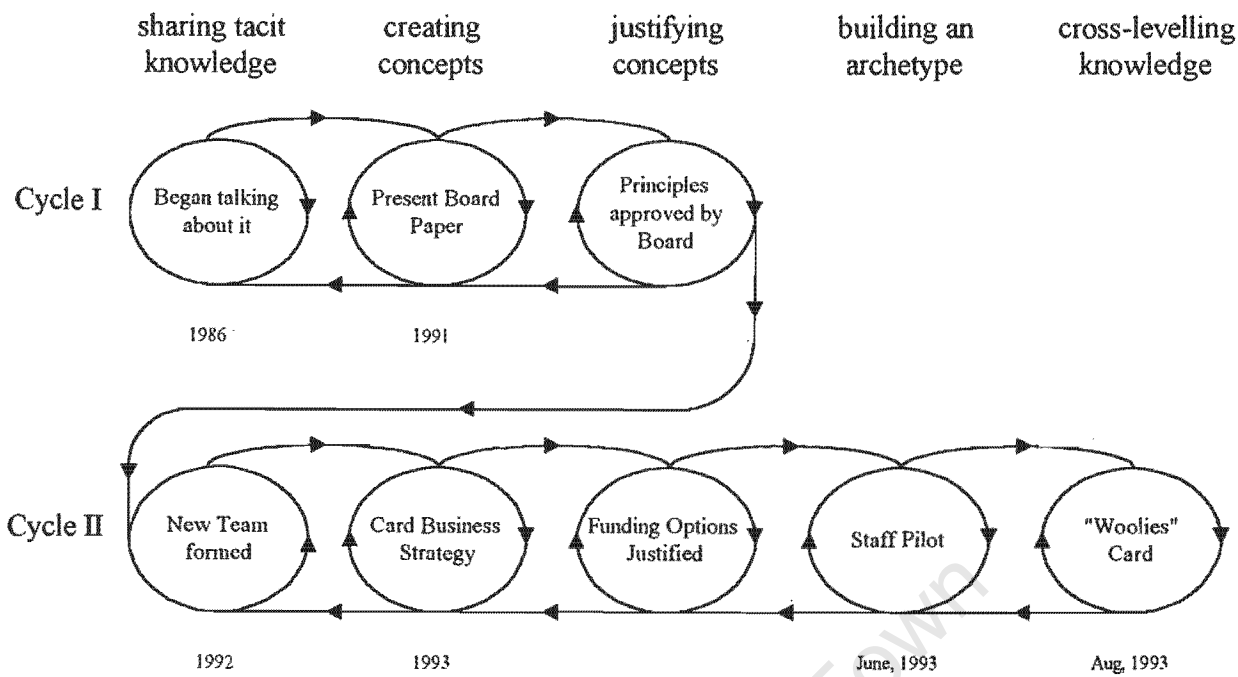 sharing tacit knowledge
creating concepts
justifying concepts
building an archetype
cross-levelling knowledge
Cycle I
Began talking about it
Present Board Paper
Principles approved by Board
1986
1991
Cycle II
New Team formed
Card Business Strategy
Funding Options Justified
Staff Pilot
"Woolies" Card
1992
1993
June, 1993
Aug, 1993
Town